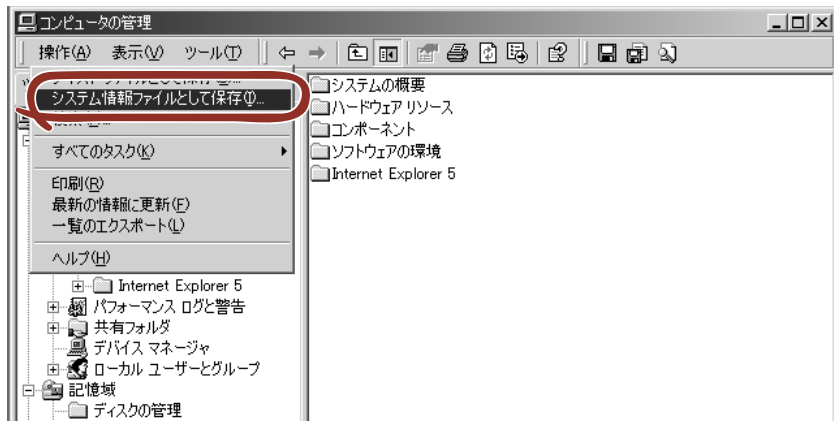 コンピュータの管理
操作(A) 表示(V) ツール(T)
システム情報ファイルとして保存(I)...
すべてのタスク(K)
印刷(R)
最新の情報に更新(F)
一覧のエクスポート(L)
ヘルプ(H)
Internet Explorer 5
パフォーマンス ログと警告
共有フォルダ
デバイス マネージャ
ローカル ユーザーとグループ
記憶域
ディスクの管理
システムの概要
ハードウェア リソース
コンポーネント
ソフトウェアの環境
Internet Explorer 5